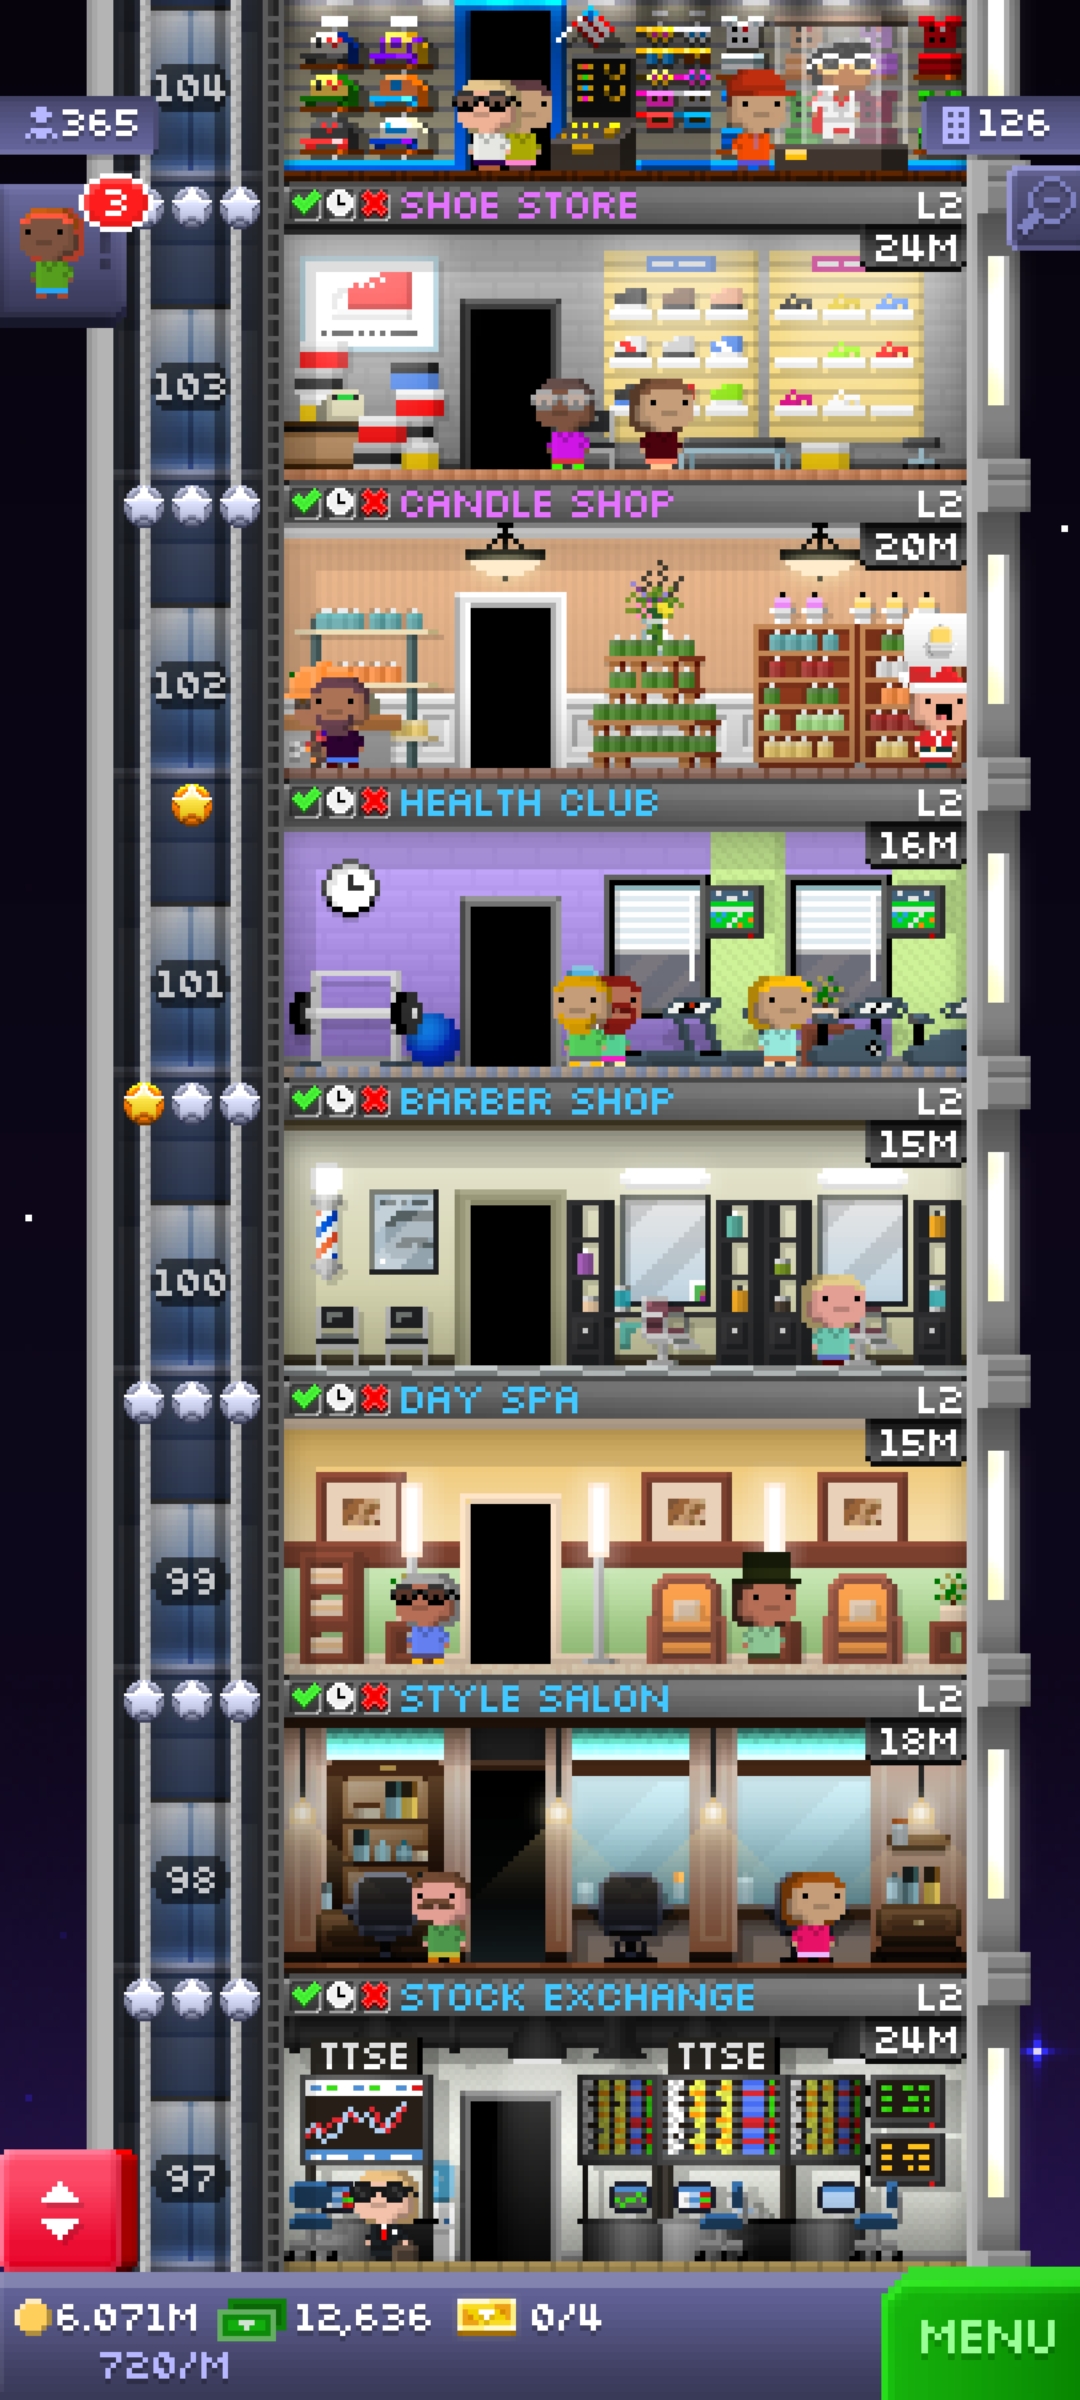 104
365
126
3
SHOE STORE L2
24M
103
CANDLE SHOP L2
20M
102
HEALTH CLUB L2
16M
101
BARBER SHOP L2
15M
100
DAY SPA L2
15M
99
STYLE SALON L2
18M
98
STOCK EXCHANGE L2
24M
TTSE TTSE
97
6.071M 12,636 0/4
720/M
MENU